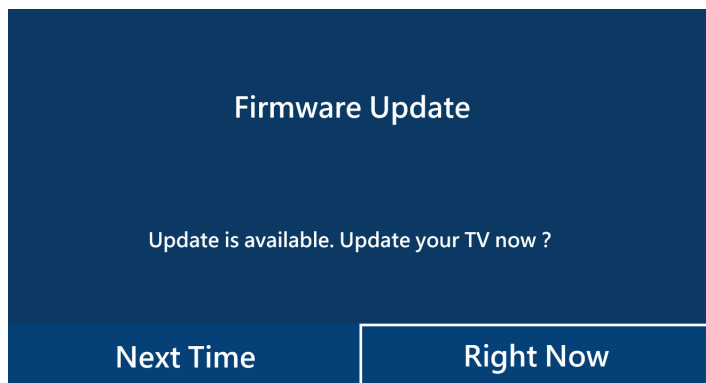 Firmware Update
Update is available. Update your TV now ?
Next Time
Right Now